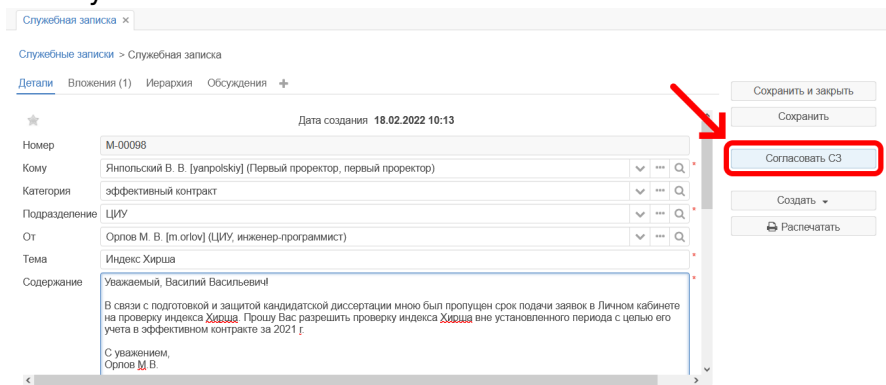 Служебная записка ×
Служебные записки > Служебная записка
Детали Вложения (1) Иерархия Обсуждения +
Сохранить и закрыть
Дата создания 18.02.2022 10:13
Сохранить
Номер M-00098
Согласовать СЗ
Кому Янпольский В. В. [yanpolskiy] (Первый проректор, первый проректор) *
Категория эффективный контракт
Создать
Подразделение ЦИУ *
Распечатать
От Орлов М. В. [m.orlov] (ЦИУ, инженер-программист)
Тема Индекс Хирша *
Содержание Уважаемый, Василий Васильевич! *
В связи с подготовкой и защитой кандидатской диссертации мною был пропущен срок подачи заявок в Личном кабинете
на проверку индекса Хирша. Прошу Вас разрешить проверку индекса Хирша вне установленного периода с целью его
учета в эффективном контракте за 2021 г.
С уважением,
Орлов М.В.